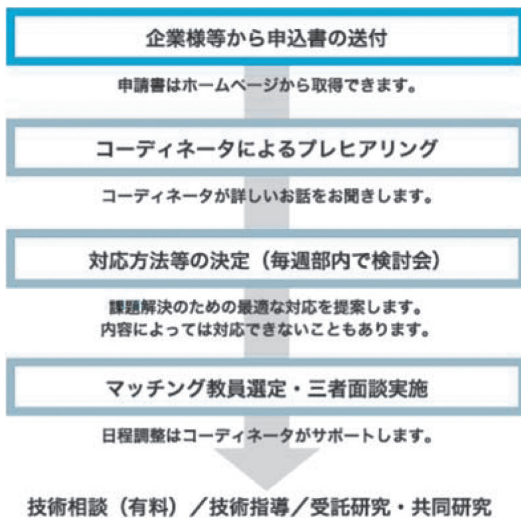 企業様等から申込書の送付
申請書はホームページから取得できます。
コーディネータによるプレヒアリング
コーディネータが詳しいお話をお聞きします。
対応方法等の決定（毎週部内で検討会）
課題解決のための最適な対応を提案します。
内容によっては対応できないこともあります。
マッチング教員選定・三者面談実施
日程調整はコーディネータがサポートします。
技術相談（有料）／技術指導／受託研究・共同研究